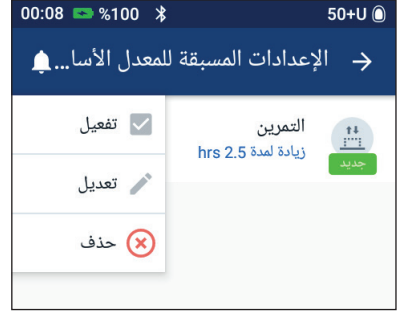 00:08 %100 50+U
الإعدادات المسبقة للمعدل الأسا...
التمرين
زيادة لمدة 2.5 hrs
جديد
تفعيل
تعديل
حذف